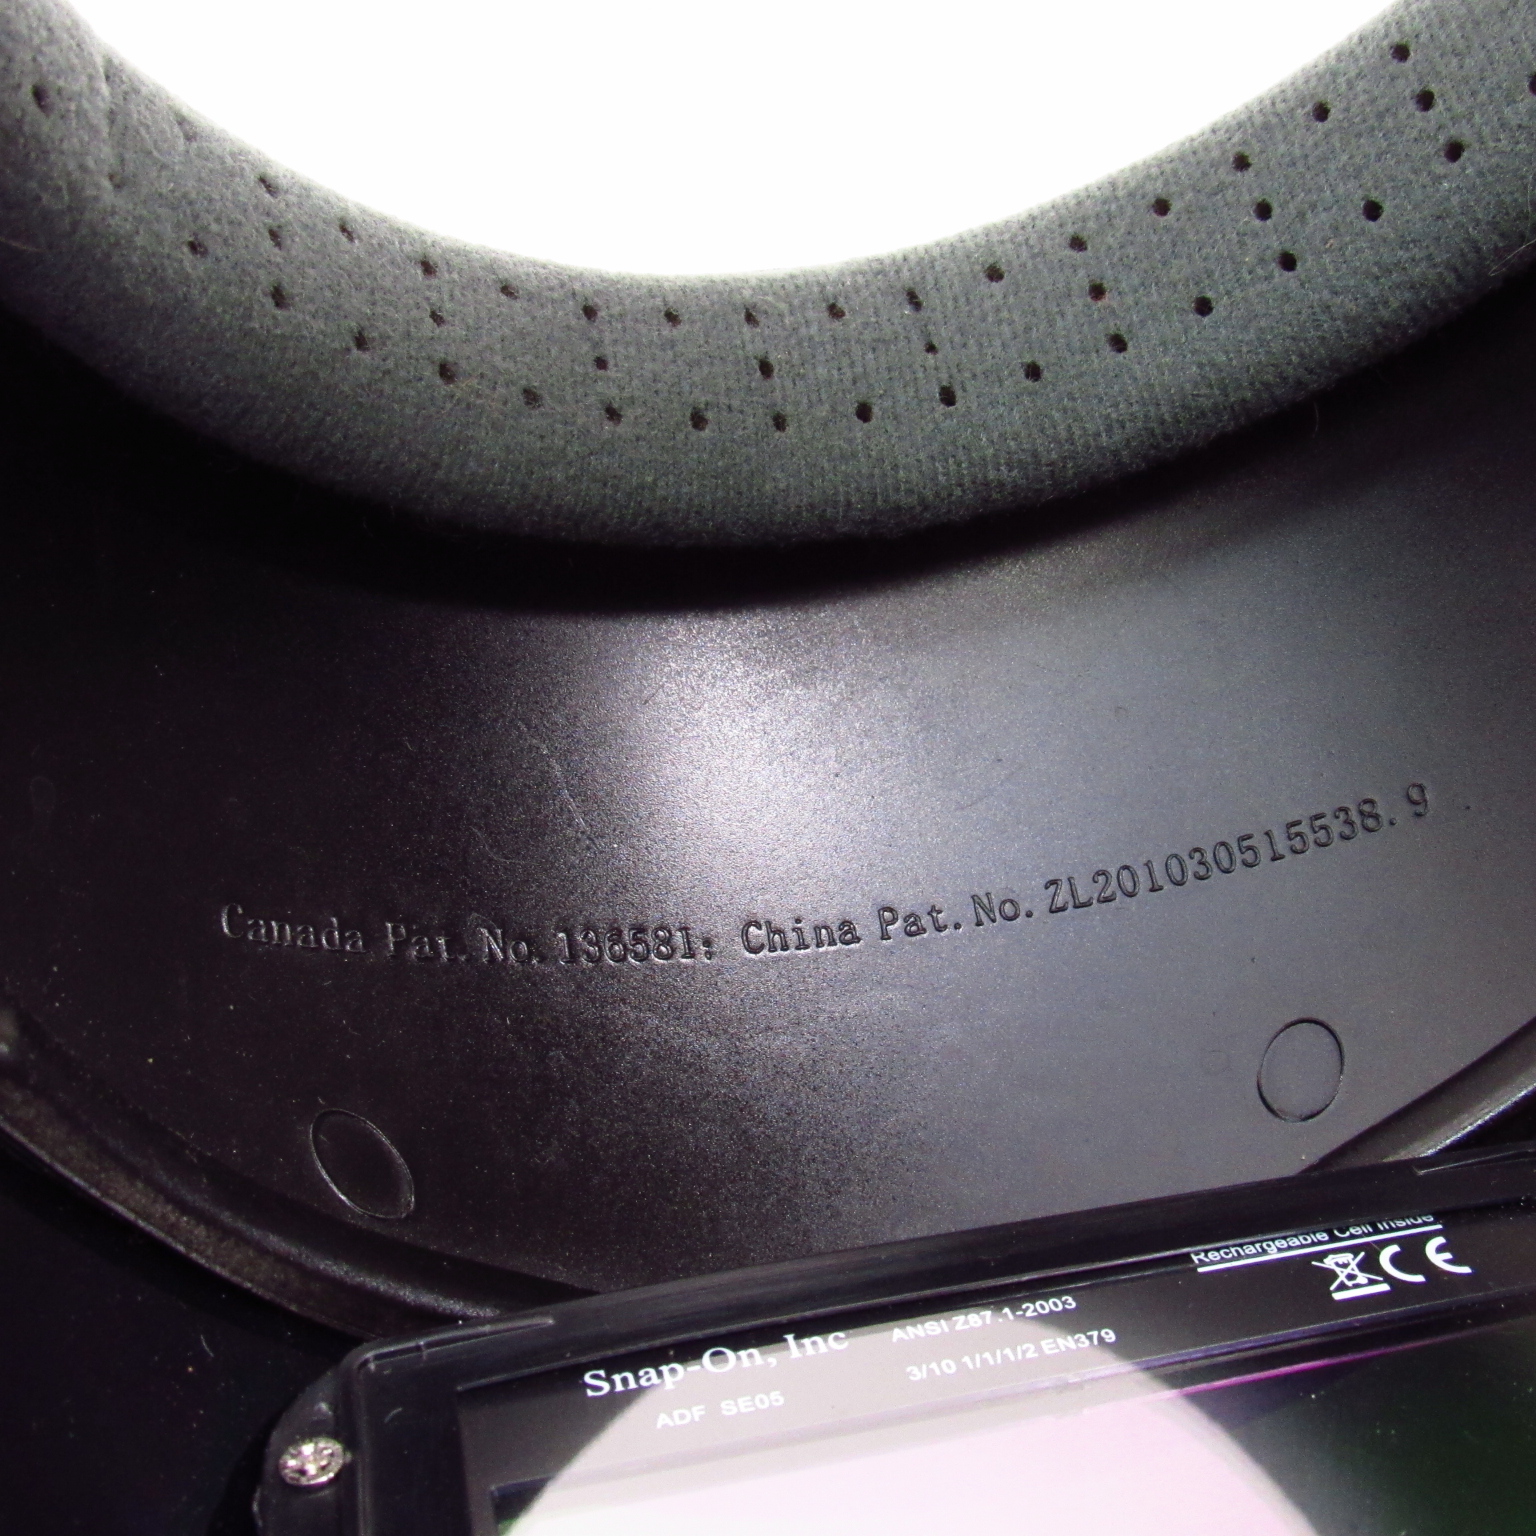 Canada Pat. No. 136581; China Pat. No. ZL201030515538.9
Rechargeable Cell Inside
CE
Snap-On, Inc ANSI Z87.1-2003
ADF SE05 3/10 1/1/1/2 EN379